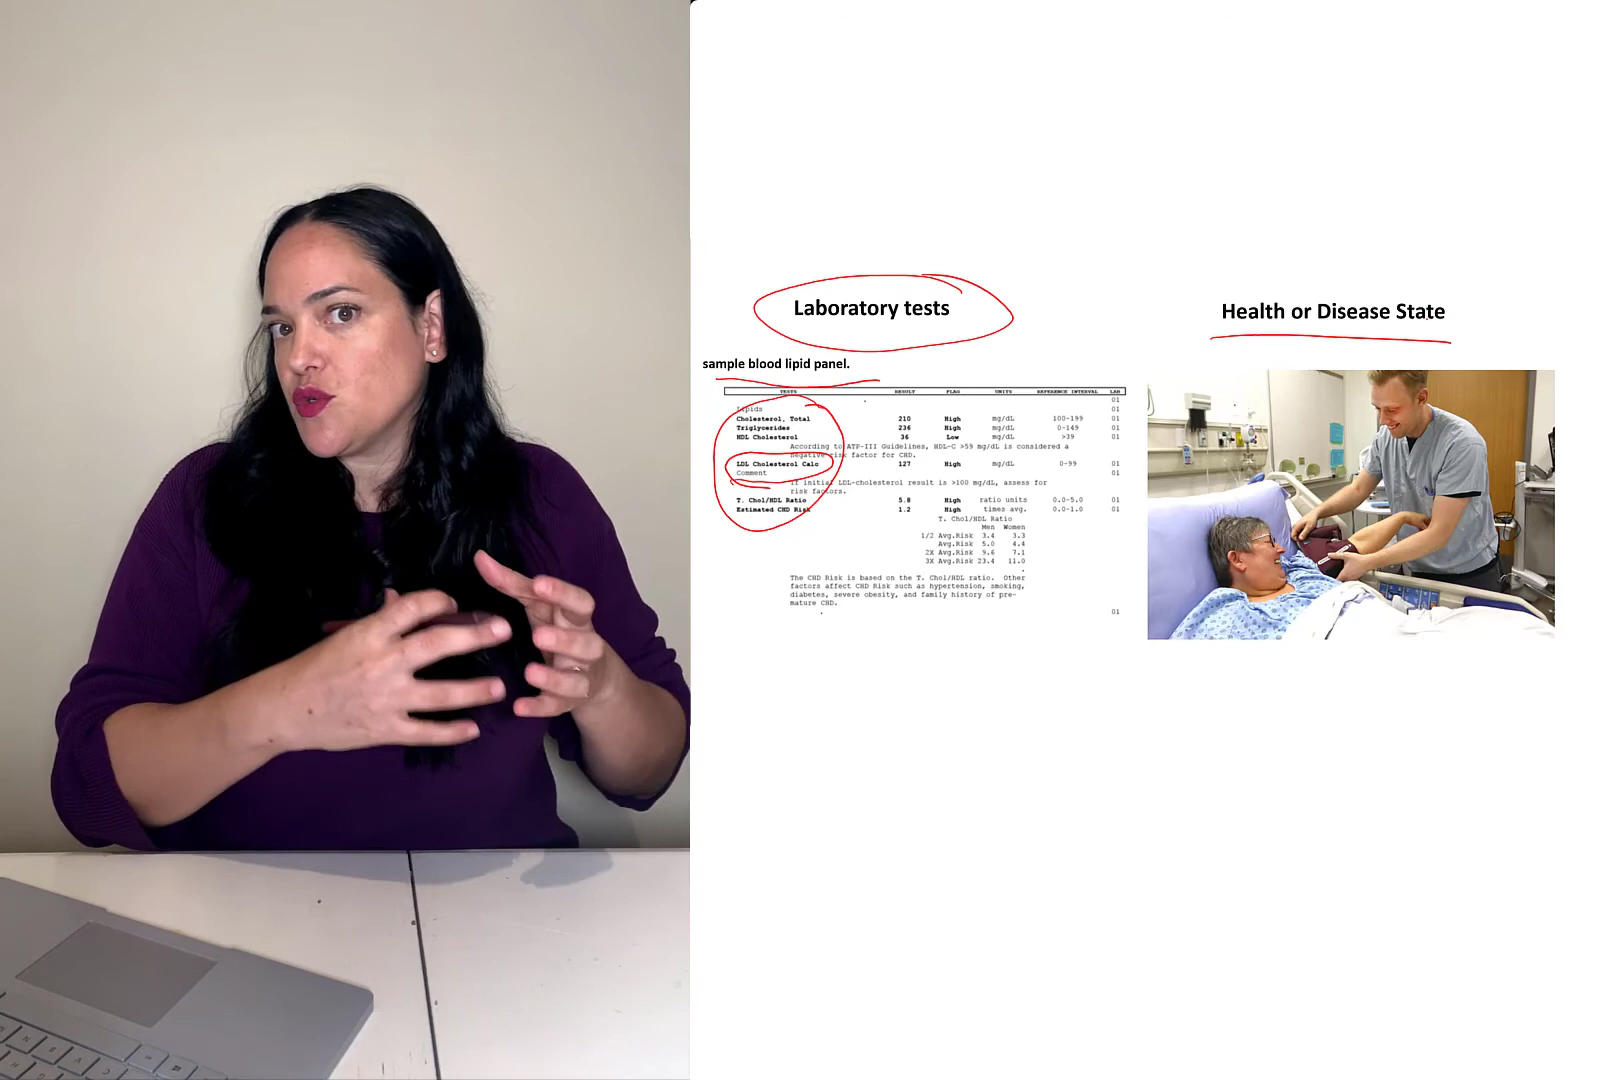 Laboratory tests
Health or Disease State
sample blood lipid panel.
TESTS RESULT FLAG UNITS REFERENCE INTERVAL LAB
01
Lipids 01
Cholesterol, Total 210 High mg/dL 100-199 01
Triglycerides 236 High mg/dL 0-149 01
HDL Cholesterol 36 Low mg/dL >39 01
According to ATP-III Guidelines, HDL-C >59 mg/dL is considered a
negative risk factor for CHD.
LDL Cholesterol Calc 127 High mg/dL 0-99 01
Comment 01
If initial LDL-cholesterol result is >100 mg/dL, assess for
risk factors.
T. Chol/HDL Ratio 5.8 High ratio units 0.0-5.0 01
Estimated CHD Risk 1.2 High times avg. 0.0-1.0 01
T. Chol/HDL Ratio
Men Women
1/2 Avg.Risk 3.4 3.3
Avg.Risk 5.0 4.4
2X Avg.Risk 9.6 7.1
3X Avg.Risk 23.4 11.0
The CHD Risk is based on the T. Chol/HDL ratio. Other
factors affect CHD Risk such as hypertension, smoking,
diabetes, severe obesity, and family history of pre-
mature CHD.
01